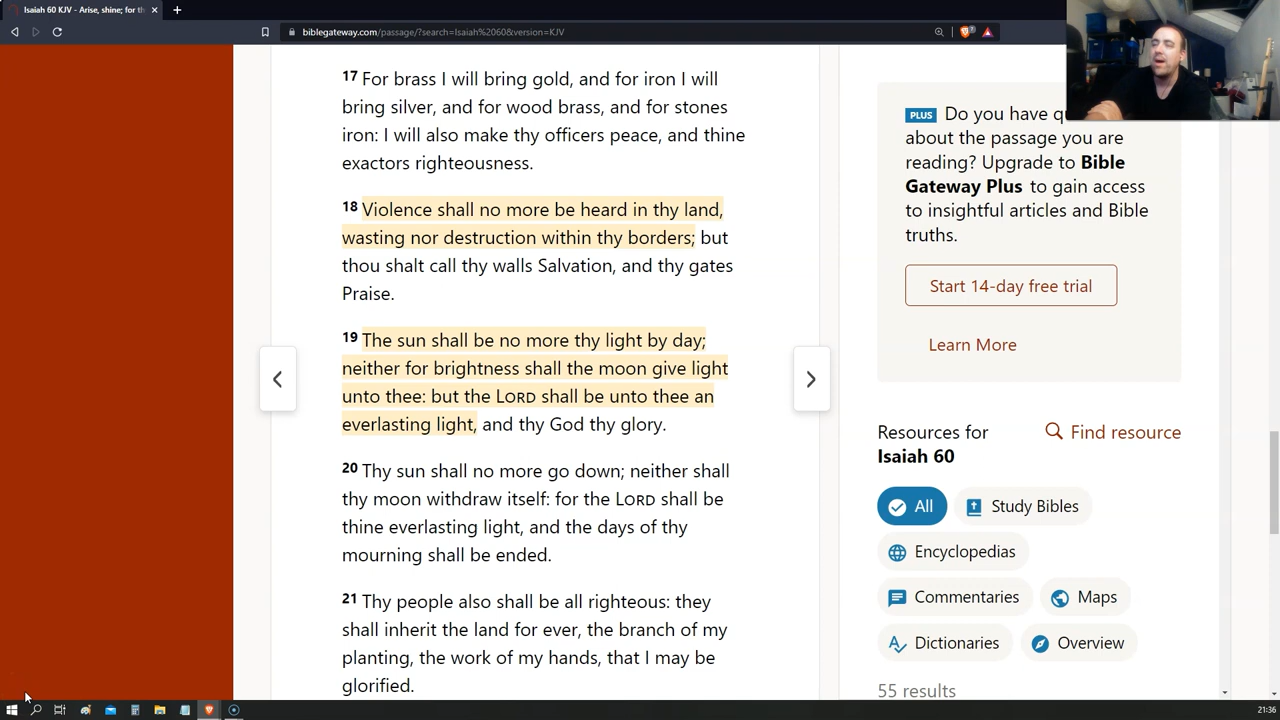 Isaiah 60 KJV - Arise, shine; for th
biblegateway.com/passage/?search=Isaiah%2060&version=KJV
17 For brass I will bring gold, and for iron I will
bring silver, and for wood brass, and for stones
iron: I will also make thy officers peace, and thine
exactors righteousness.
18 Violence shall no more be heard in thy land,
wasting nor destruction within thy borders; but
thou shalt call thy walls Salvation, and thy gates
Praise.
19 The sun shall be no more thy light by day;
neither for brightness shall the moon give light
unto thee: but the LORD shall be unto thee an
everlasting light, and thy God thy glory.
20 Thy sun shall no more go down; neither shall
thy moon withdraw itself: for the LORD shall be
thine everlasting light, and the days of thy
mourning shall be ended.
21 Thy people also shall be all righteous: they
shall inherit the land for ever, the branch of my
planting, the work of my hands, that I may be
glorified.
PLUS Do you have
about the passage you are
reading? Upgrade to Bible
Gateway Plus to gain access
to insightful articles and Bible
truths.
Start 14-day free trial
Learn More
Resources for
Isaiah 60
Find resource
All
Study Bibles
Encyclopedias
Commentaries
Maps
Dictionaries
Overview
55 results
21:36